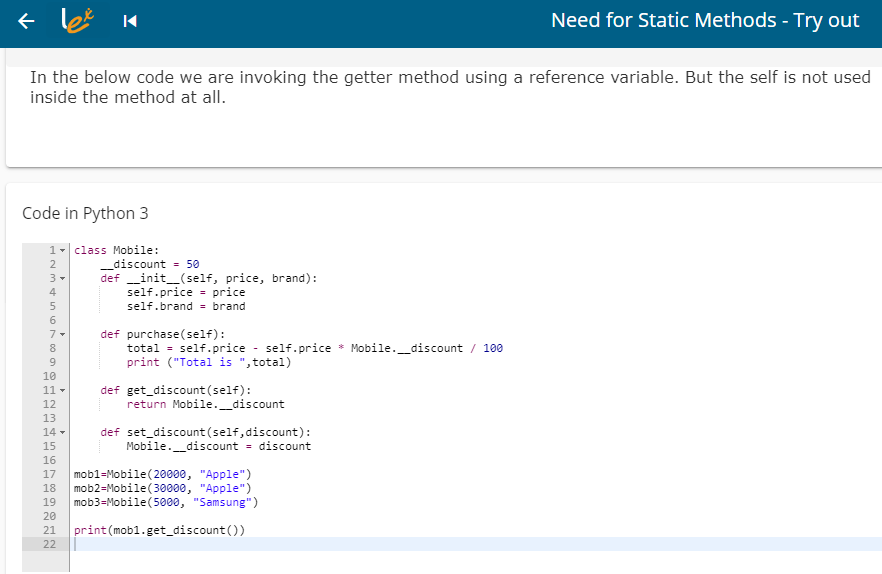 lex
Need for Static Methods - Try out
In the below code we are invoking the getter method using a reference variable. But the self is not used
inside the method at all.
Code in Python 3
1 class Mobile:
2     __discount = 50
3     def __init__(self, price, brand):
4         self.price = price
5         self.brand = brand
6
7     def purchase(self):
8         total = self.price - self.price * Mobile.__discount / 100
9         print ("Total is ",total)
10
11     def get_discount(self):
12         return Mobile.__discount
13
14     def set_discount(self,discount):
15         Mobile.__discount = discount
16
17 mob1=Mobile(20000, "Apple")
18 mob2=Mobile(30000, "Apple")
19 mob3=Mobile(5000, "Samsung")
20
21 print(mob1.get_discount())
22